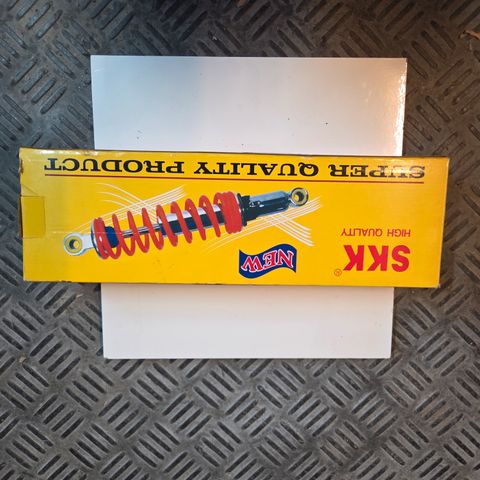 SKK®
HIGH QUALITY
NEW
SUPER QUALITY PRODUCT